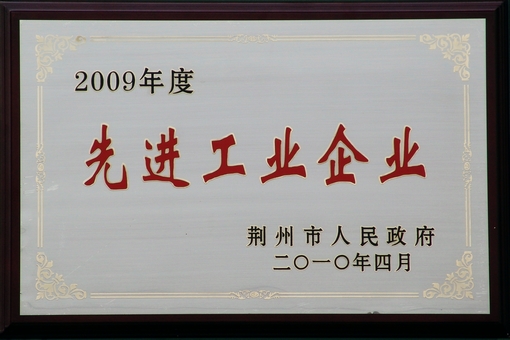 2009年度
先进工业企业
荆州市人民政府
二〇一〇年四月